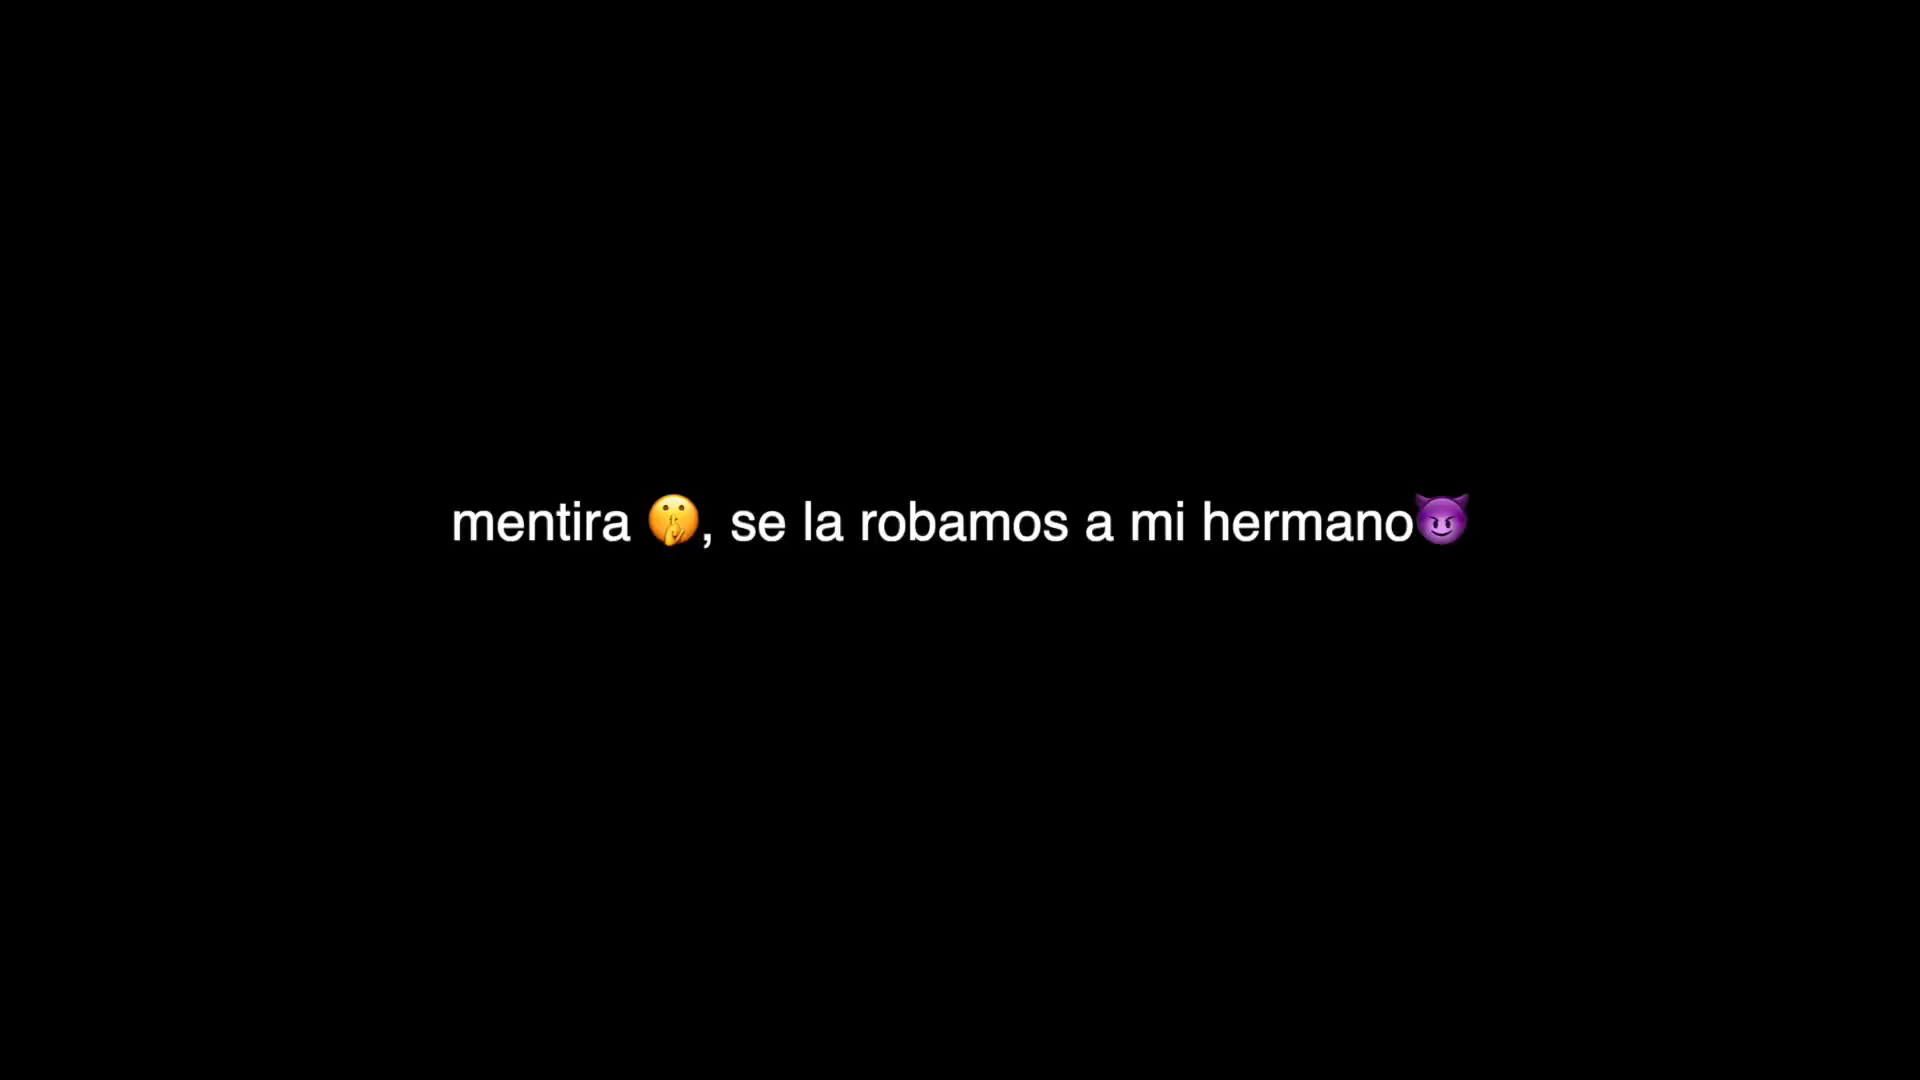 mentira 🤫, se la robamos a mi hermano😈